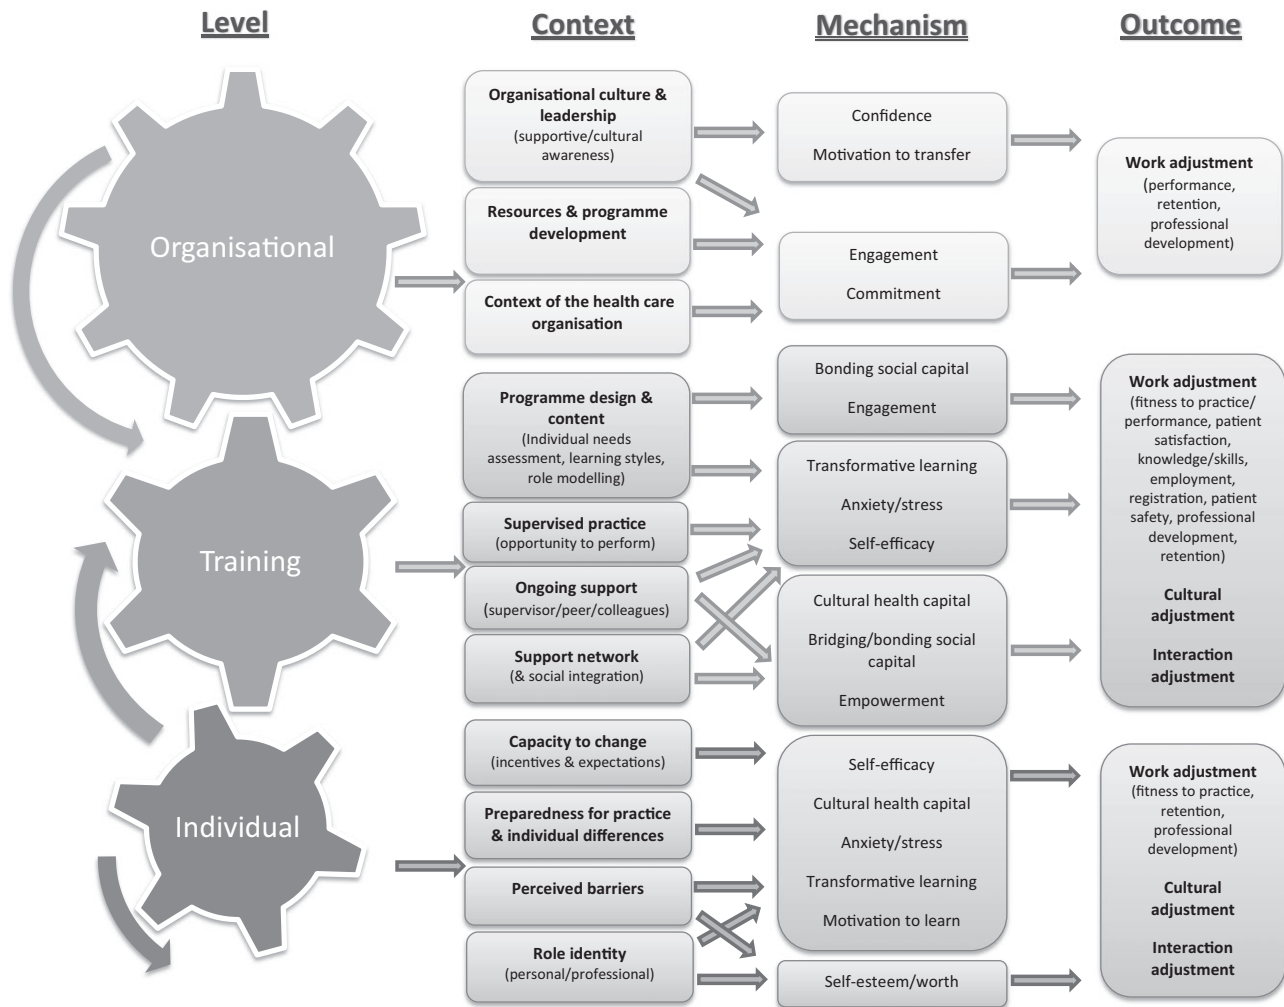 Level
Context
Mechanism
Outcome
Organisational
Organisational culture &
leadership
(supportive/cultural
awareness)
Resources & programme
development
Context of the health care
organisation
Confidence
Motivation to transfer
Engagement
Commitment
Work adjustment
(performance,
retention,
professional
development)
Training
Programme design &
content
(Individual needs
assessment, learning styles,
role modelling)
Supervised practice
(opportunity to perform)
Ongoing support
(supervisor/peer/colleagues)
Support network
(& social integration)
Bonding social capital
Engagement
Transformative learning
Anxiety/stress
Self-efficacy
Cultural health capital
Bridging/bonding social
capital
Empowerment
Work adjustment
(fitness to practice/
performance, patient
satisfaction,
knowledge/skills,
employment,
registration, patient
safety, professional
development,
retention)
Cultural
adjustment
Interaction
adjustment
Individual
Capacity to change
(incentives & expectations)
Preparedness for practice
& individual differences
Perceived barriers
Role identity
(personal/professional)
Self-efficacy
Cultural health capital
Anxiety/stress
Transformative learning
Motivation to learn
Self-esteem/worth
Work adjustment
(fitness to practice,
retention,
professional
development)
Cultural
adjustment
Interaction
adjustment